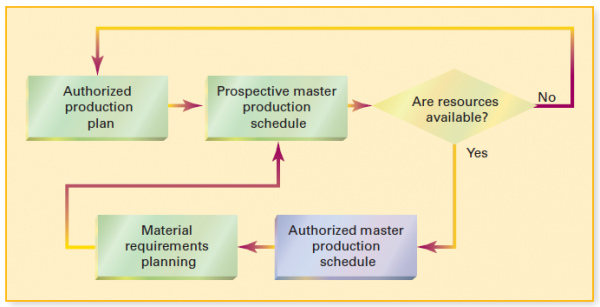 Authorized
production
plan
Prospective master
production
schedule
Are resources
available?
No
Yes
Material
requirements
planning
Authorized master
production
schedule